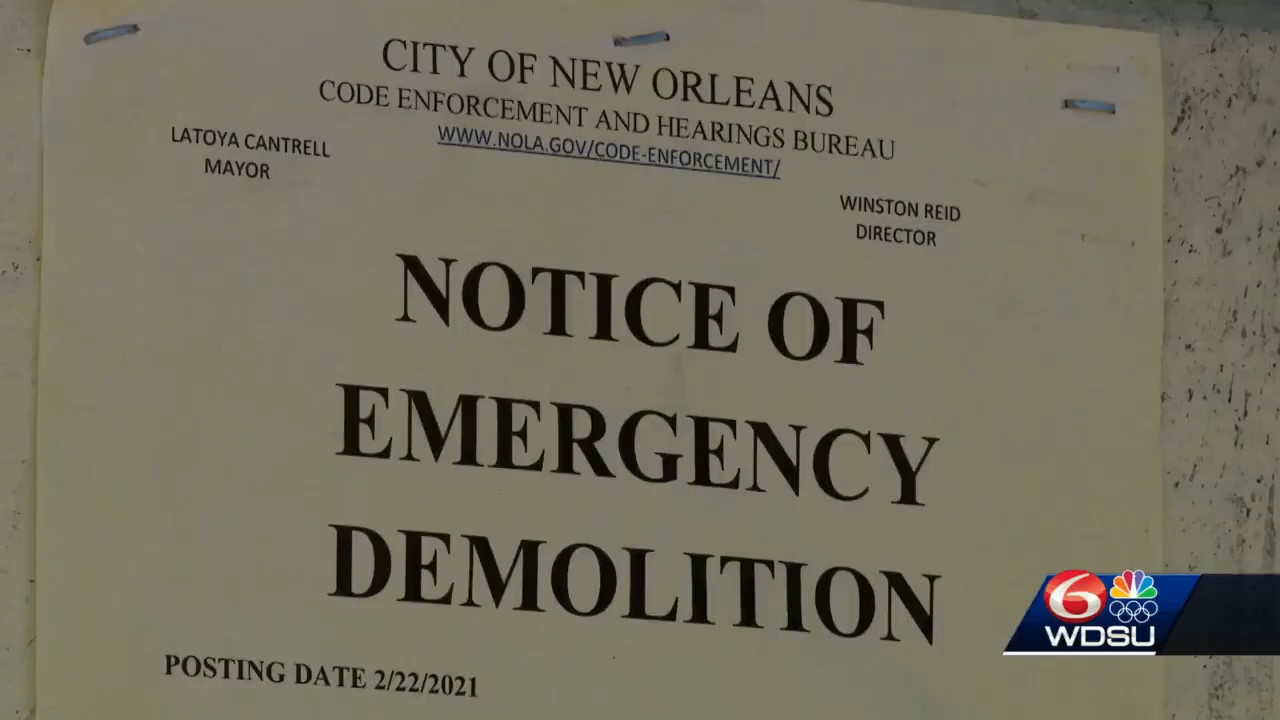 CITY OF NEW ORLEANS
CODE ENFORCEMENT AND HEARINGS BUREAU
WWW.NOLA.GOV/CODE-ENFORCEMENT/
LATOYA CANTRELL
MAYOR
WINSTON REID
DIRECTOR
NOTICE OF
EMERGENCY
DEMOLITION
POSTING DATE 2/22/2021
6
WDSU